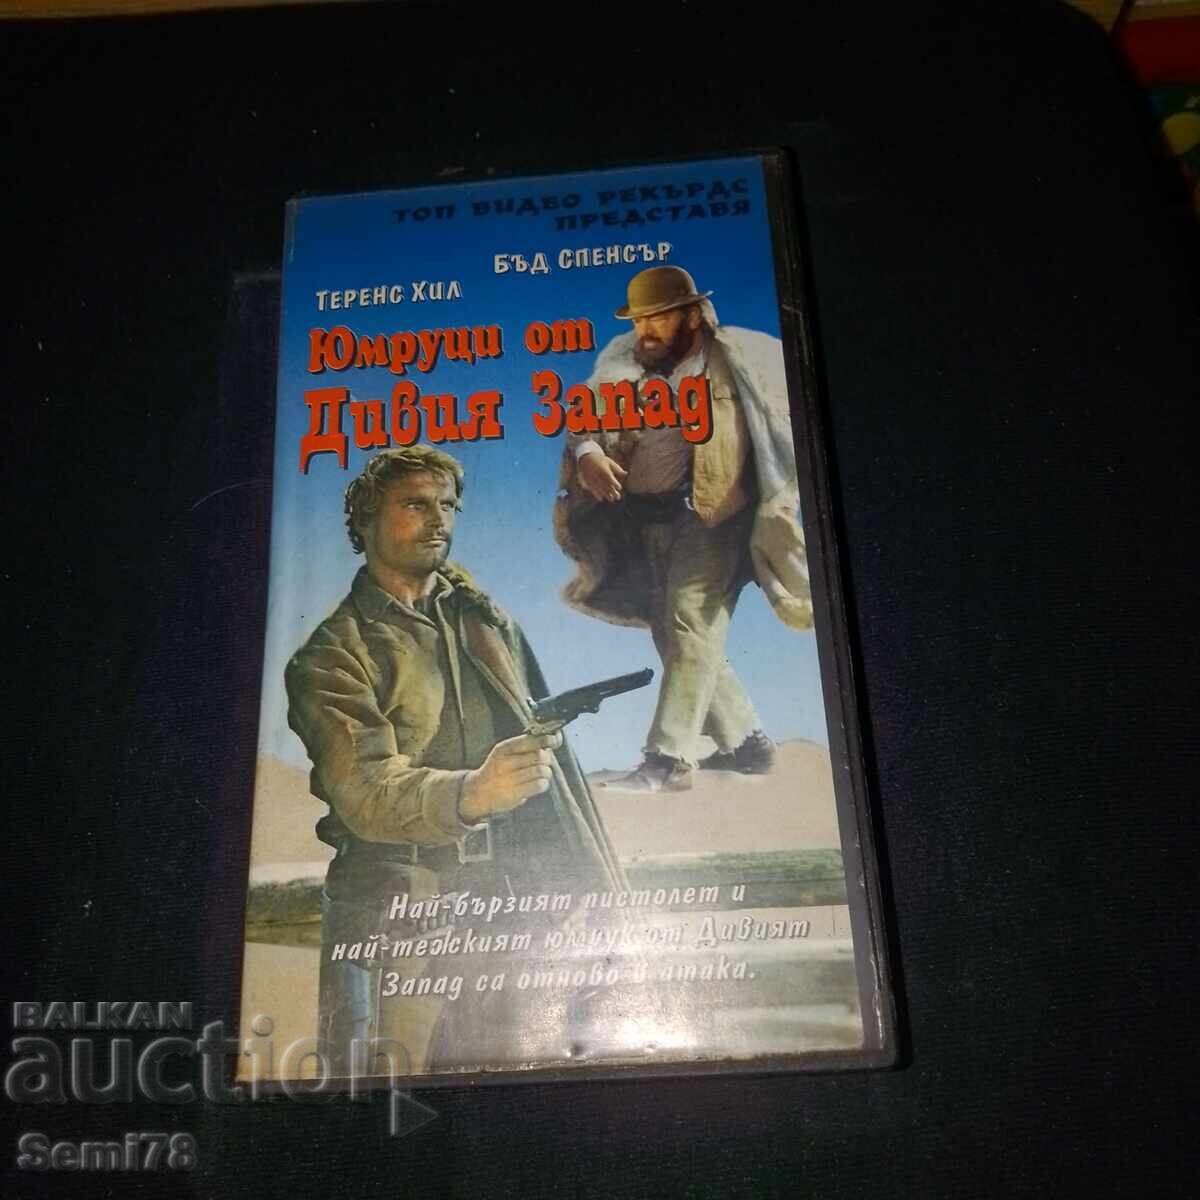 ТОП ВИДЕО РЕКЪРДС
ПРЕДСТАВЯ
БЪД СПЕНСЪР
ТЕРЕНС ХИЛ
Юмруци от
Дивия Запад
Най-бързият пистолет и
най-тежкият юмрук от Дивият
Запад са отново в атака.
BALKAN
auction
Semi78